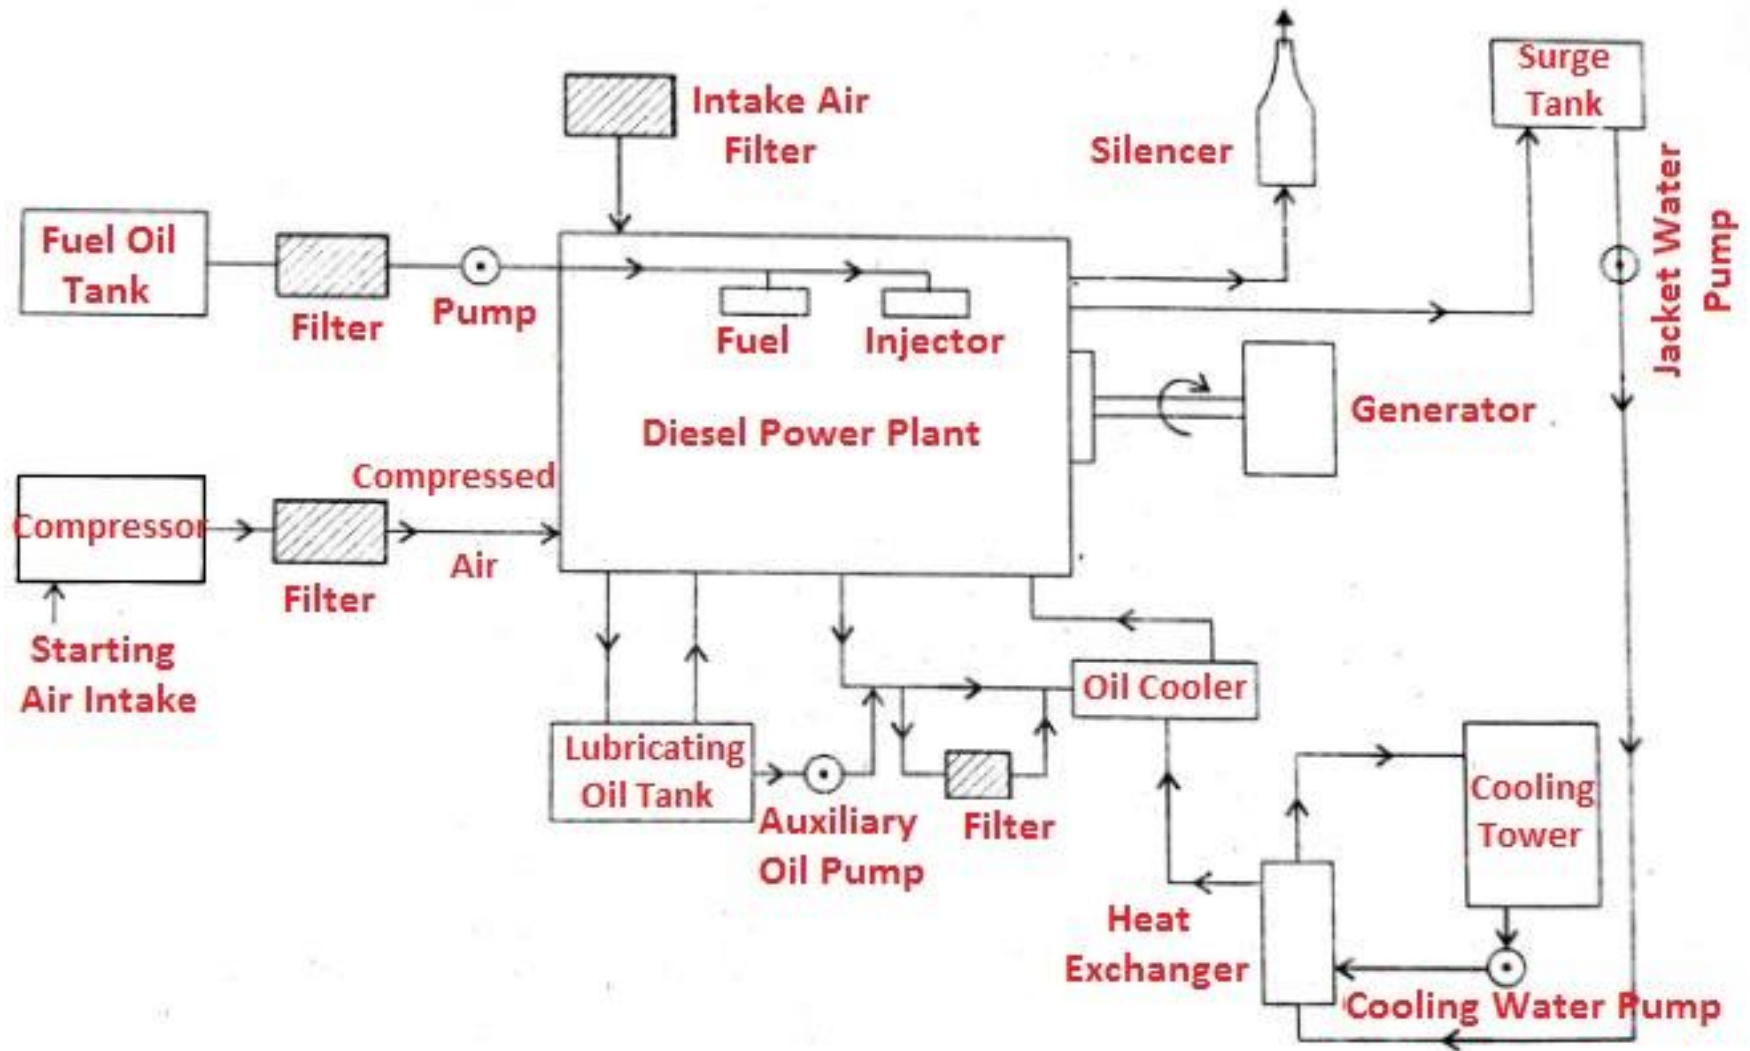 Intake Air
Filter
Silencer
Surge
Tank
Jacket Water
Pump
Fuel Oil
Tank
Filter
Pump
Fuel
Injector
Diesel Power Plant
Generator
Compressor
Compressed
Air
Filter
Starting
Air Intake
Lubricating
Oil Tank
Auxiliary
Oil Pump
Filter
Oil Cooler
Heat
Exchanger
Cooling
Tower
Cooling Water Pump